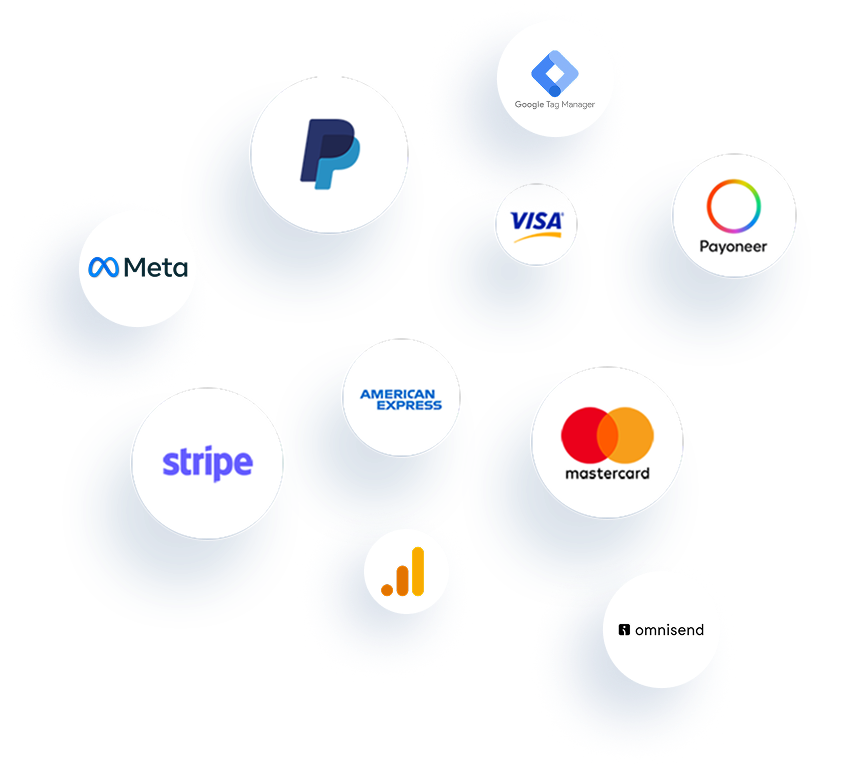 Google Tag Manager
VISA
Payoneer
Meta
AMERICAN
EXPRESS
stripe
mastercard
omnisend